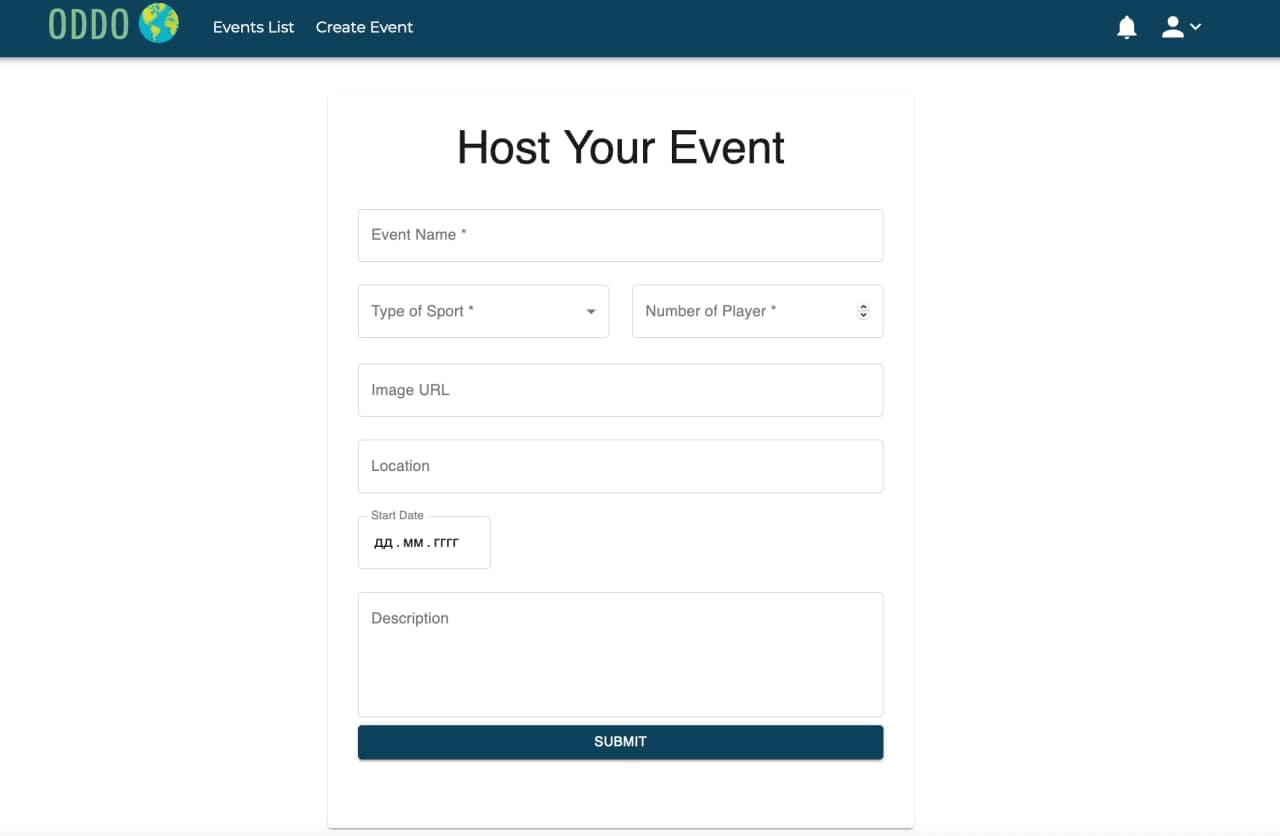 ODDO
Events List Create Event
Host Your Event
Event Name *
Type of Sport * Number of Player *
Image URL
Location
Start Date
дд . мм . гггг
Description
SUBMIT